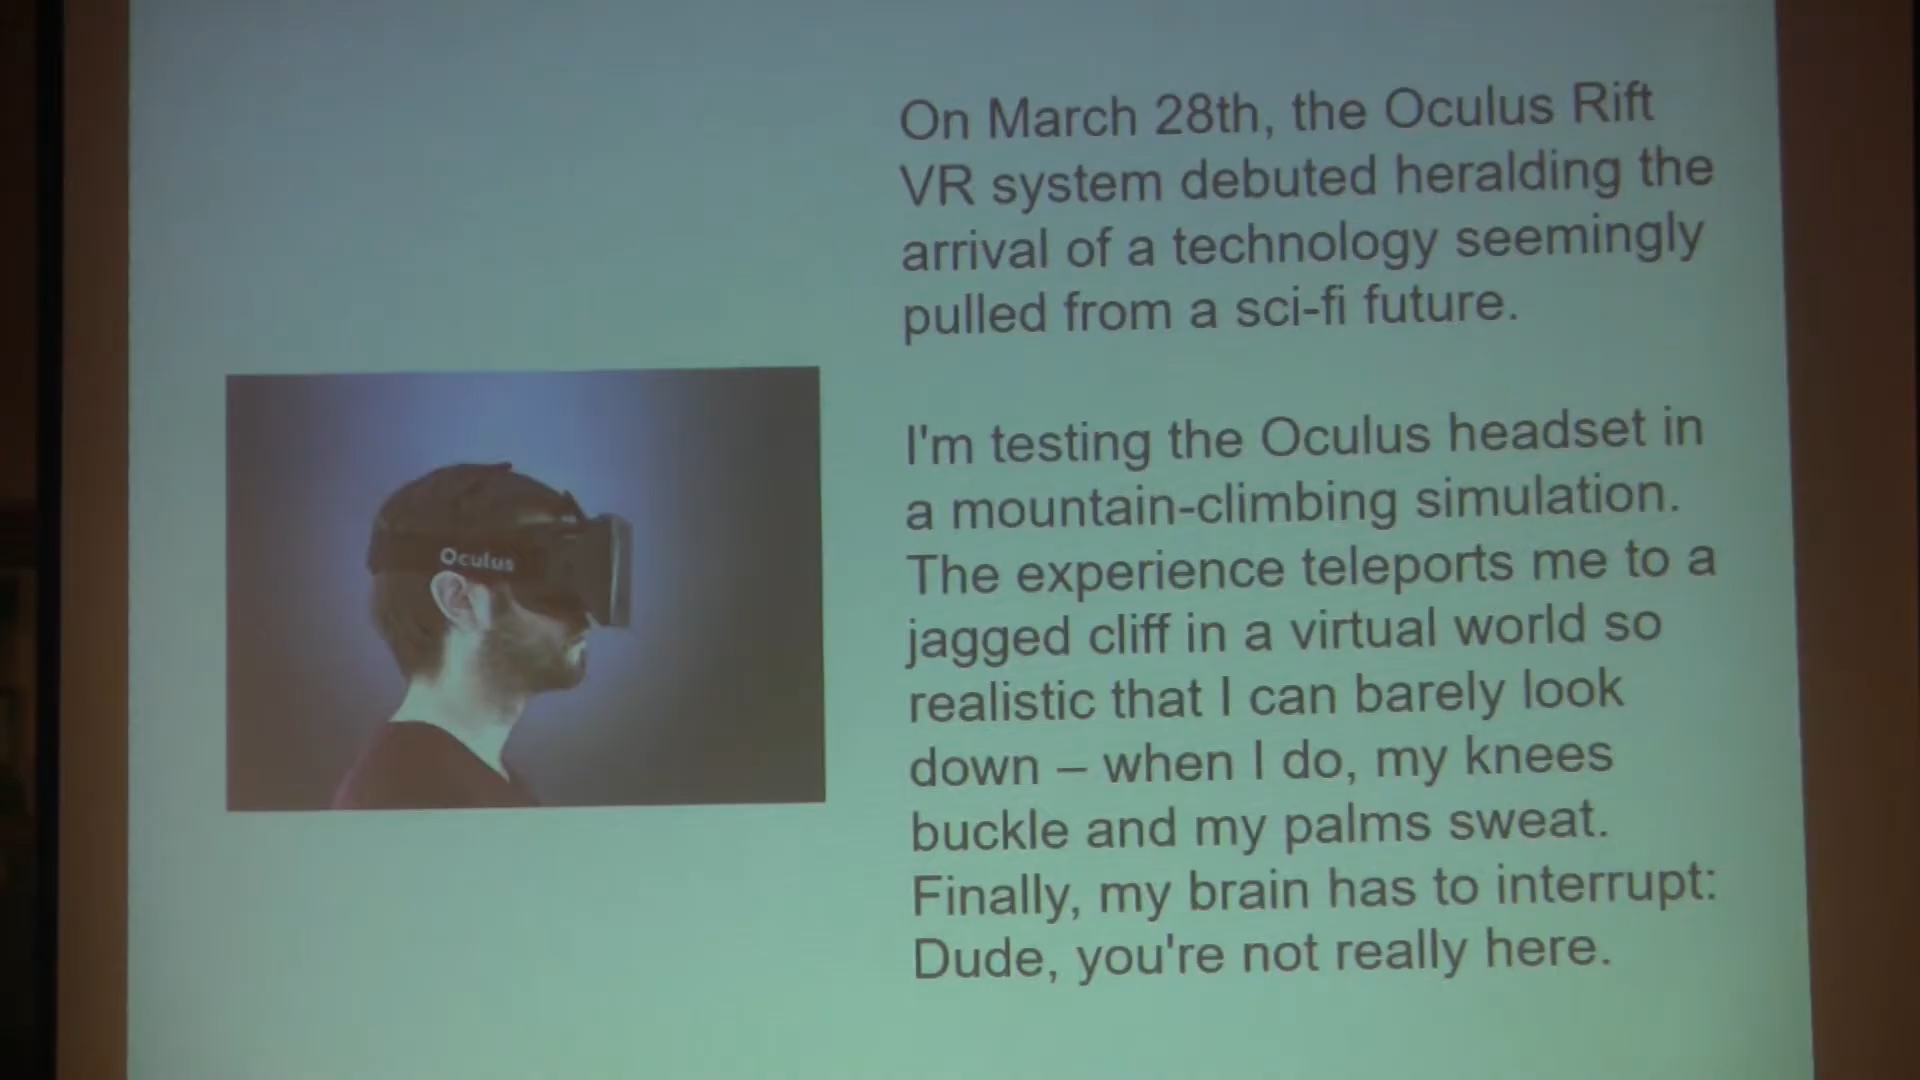 On March 28th, the Oculus Rift
VR system debuted heralding the
arrival of a technology seemingly
pulled from a sci-fi future.
I'm testing the Oculus headset in
a mountain-climbing simulation.
The experience teleports me to a
jagged cliff in a virtual world so
realistic that I can barely look
down – when I do, my knees
buckle and my palms sweat.
Finally, my brain has to interrupt:
Dude, you're not really here.
Oculus